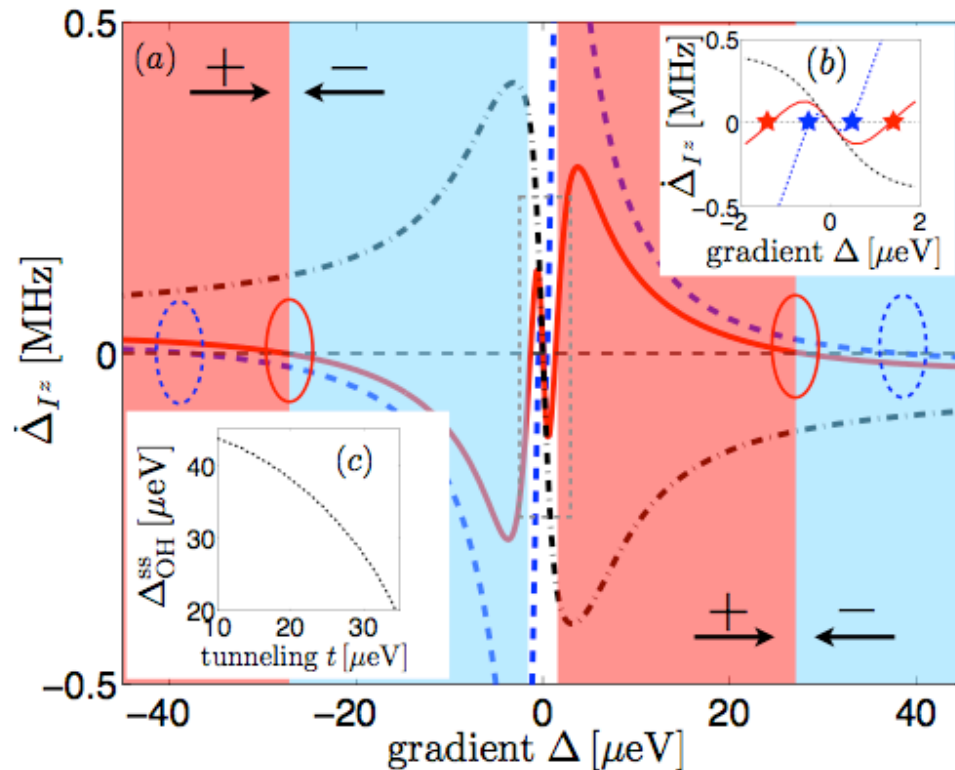 0.5
(a)
+ −
0.5
(b)
0
−0.5
−2 0 2
Δ̇_{I^z} [MHz]
gradient Δ [μeV]
0
Δ̇_{I^z} [MHz]
40
(c)
30
20
10 20 30
Δ^{ss}_{OH} [μeV]
tunneling t [μeV]
+ −
−0.5
−40 −20 0 20 40
gradient Δ [μeV]